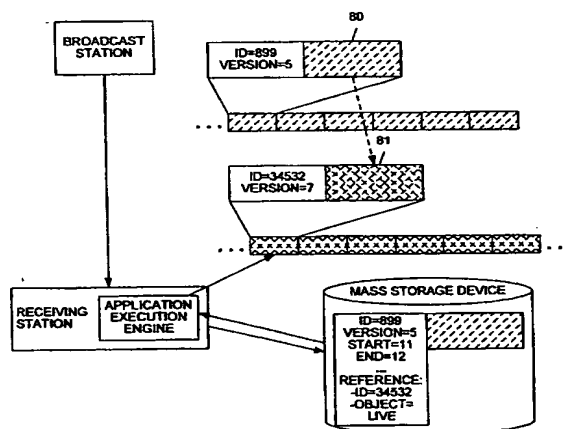 BROADCAST
STATION
80
ID=899
VERSION=5
...
81
ID=34532
VERSION=7
... ...
RECEIVING
STATION
APPLICATION
EXECUTION
ENGINE
MASS STORAGE DEVICE
ID=899
VERSION=5
START=11
END=12
...
REFERENCE:
-ID=34532
-OBJECT=
LIVE